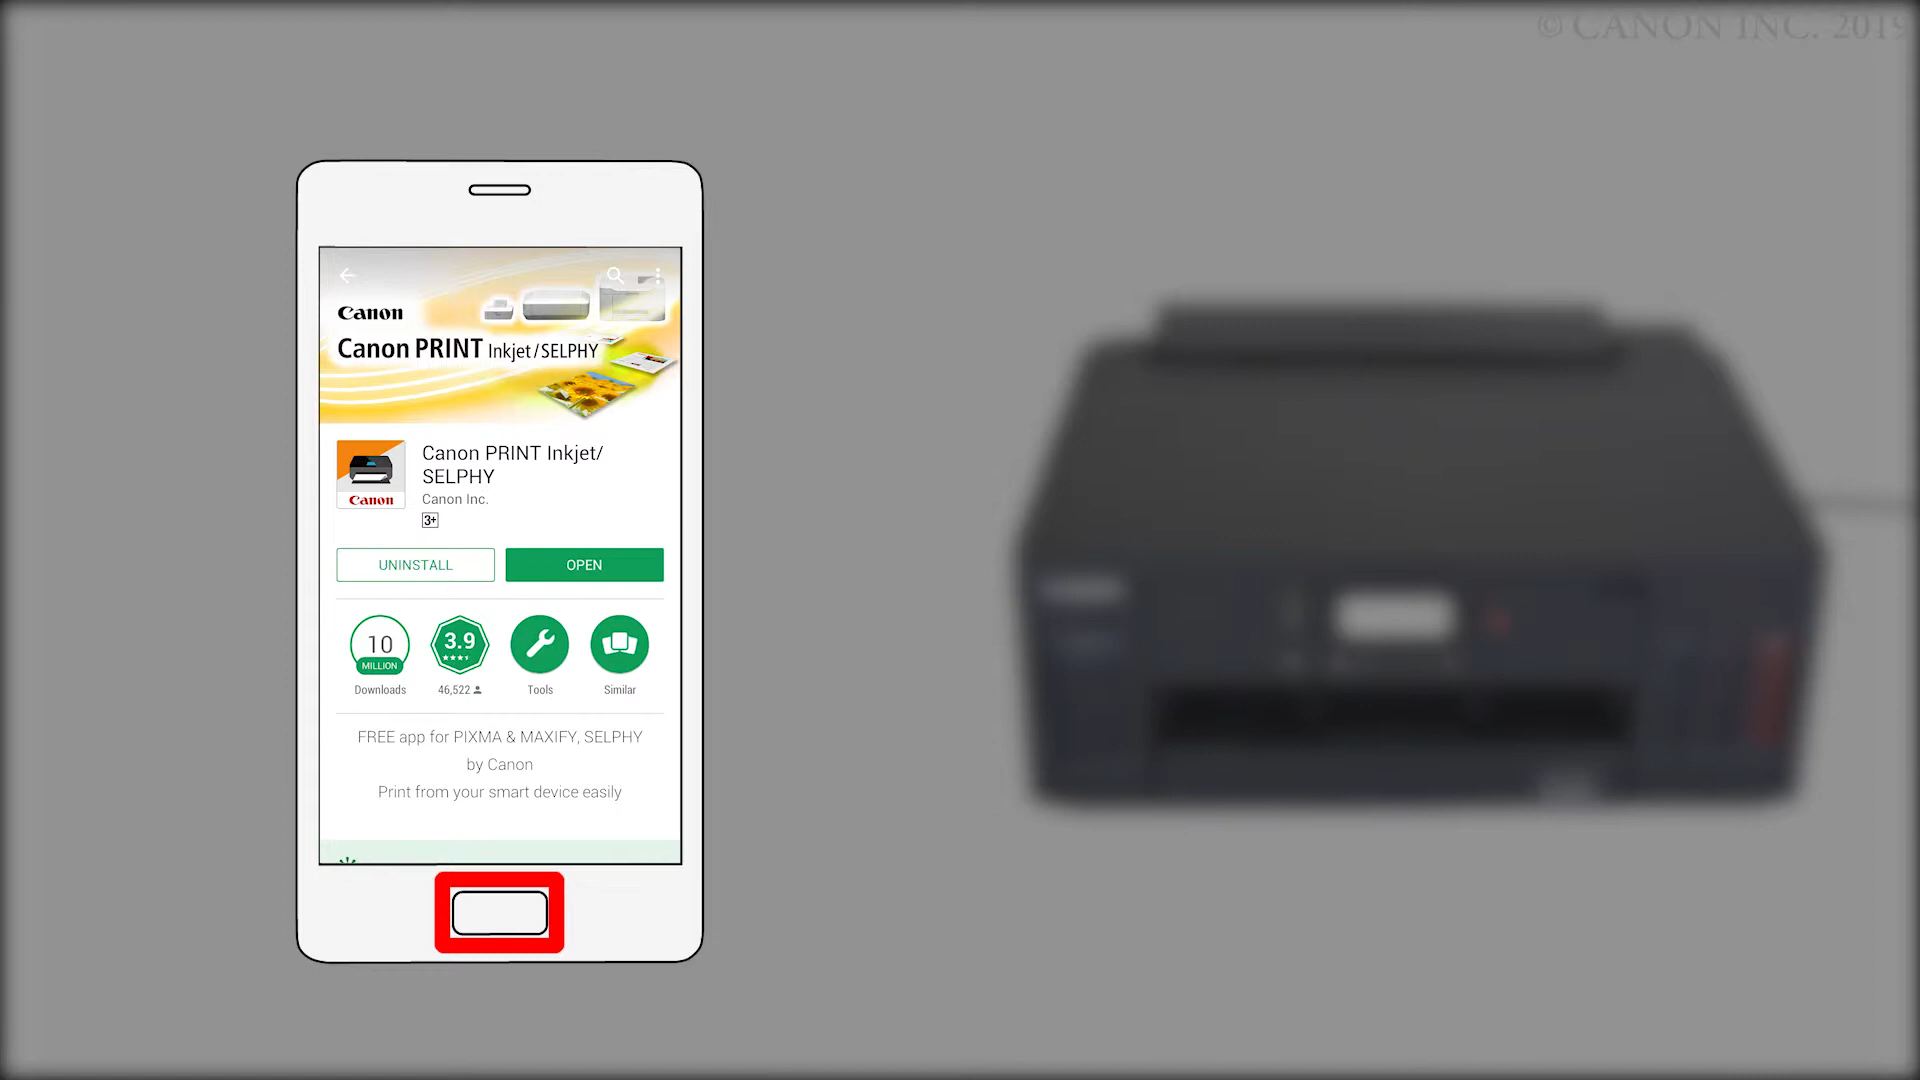 © CANON INC. 2019
Canon
Canon PRINT Inkjet/SELPHY
Canon
Canon PRINT Inkjet/
SELPHY
Canon Inc.
3+
UNINSTALL
OPEN
10
MILLION
3.9
Downloads
46,522
Tools
Similar
FREE app for PIXMA & MAXIFY, SELPHY
by Canon
Print from your smart device easily